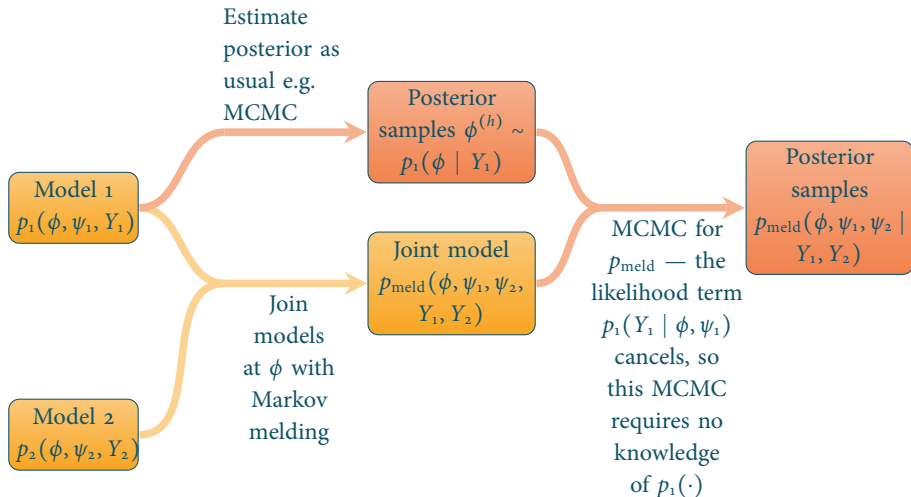 Estimate
posterior as
usual e.g.
MCMC
Posterior
samples ϕ⁽ʰ⁾ ∼
p₁(ϕ | Y₁)
Model 1
p₁(ϕ, ψ₁, Y₁)
Joint model
p_meld(ϕ, ψ₁, ψ₂,
Y₁, Y₂)
Join
models
at ϕ with
Markov
melding
Model 2
p₂(ϕ, ψ₂, Y₂)
MCMC for
p_meld — the
likelihood term
p₁(Y₁ | ϕ, ψ₁)
cancels, so
this MCMC
requires no
knowledge
of p₁(·)
Posterior
samples
p_meld(ϕ, ψ₁, ψ₂ |
Y₁, Y₂)